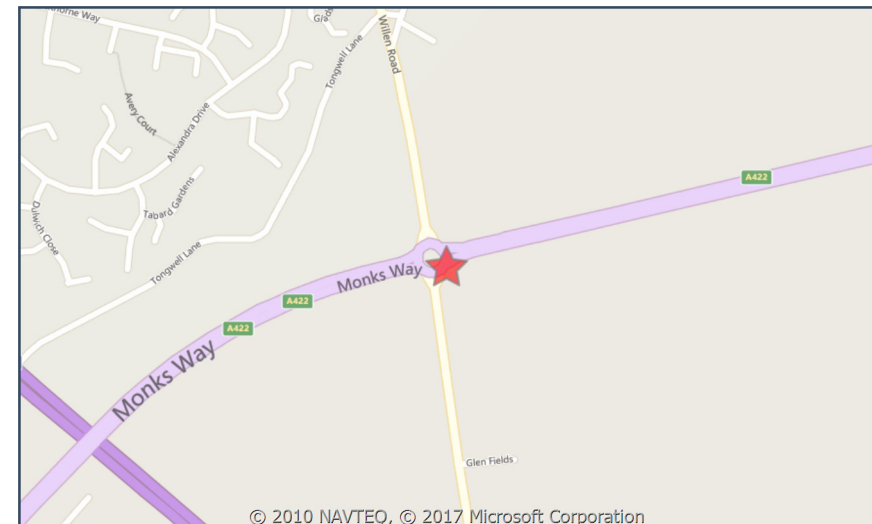 Glads
Willen Road
Tongwell Lane
Avery Court
Alexandra Drive
A422
Tabard Gardens
Dulwich Close
Tongwell Lane
Monks Way
A422
A422
Monks Way
Glen Fields
© 2010 NAVTEQ, © 2017 Microsoft Corporation